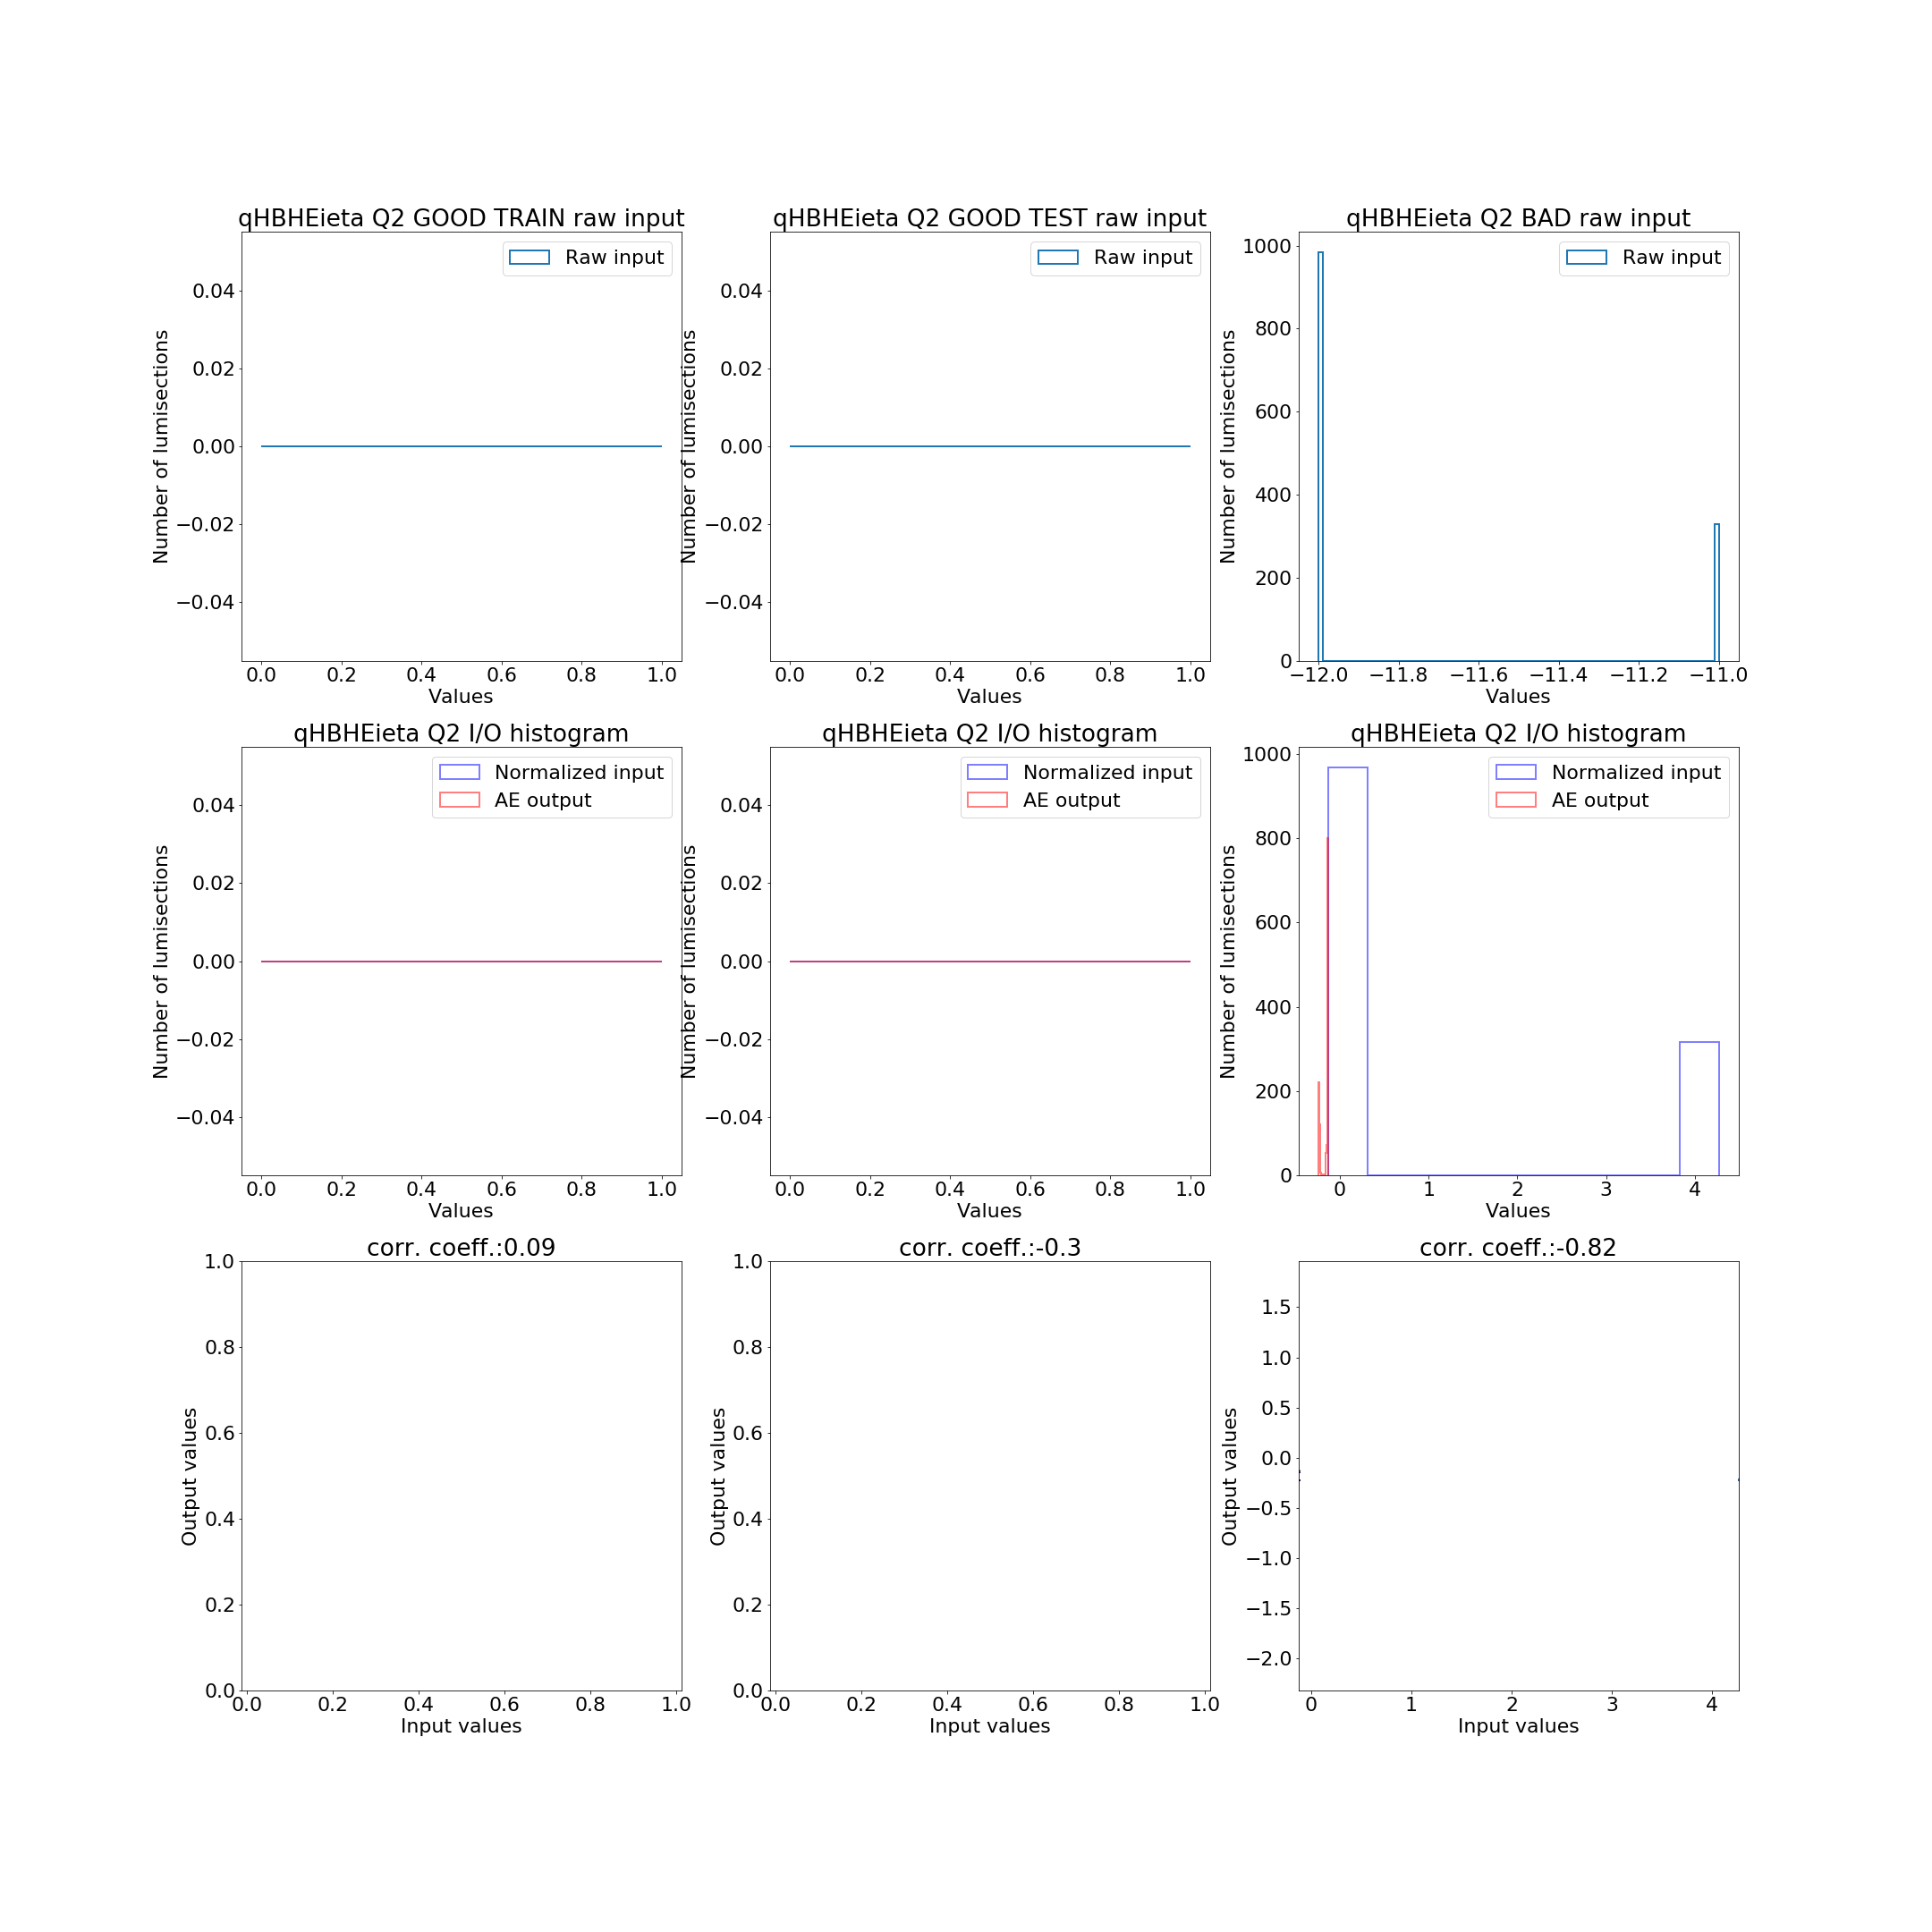 qHBHEieta Q2 GOOD TRAIN raw input
Raw input
0.04
0.02
0.00
−0.02
−0.04
Number of lumisections
0.0 0.2 0.4 0.6 0.8 1.0
Values
qHBHEieta Q2 GOOD TEST raw input
Raw input
0.04
0.02
0.00
−0.02
−0.04
Number of lumisections
0.0 0.2 0.4 0.6 0.8 1.0
Values
qHBHEieta Q2 BAD raw input
Raw input
1000
800
600
400
200
0
Number of lumisections
−12.0 −11.8 −11.6 −11.4 −11.2 −11.0
Values
qHBHEieta Q2 I/O histogram
Normalized input
AE output
0.04
0.02
0.00
−0.02
−0.04
Number of lumisections
0.0 0.2 0.4 0.6 0.8 1.0
Values
qHBHEieta Q2 I/O histogram
Normalized input
AE output
0.04
0.02
0.00
−0.02
−0.04
Number of lumisections
0.0 0.2 0.4 0.6 0.8 1.0
Values
qHBHEieta Q2 I/O histogram
Normalized input
AE output
1000
800
600
400
200
0
Number of lumisections
0 1 2 3 4
Values
corr. coeff.:0.09
1.0
0.8
0.6
0.4
0.2
0.0
Output values
0.0 0.2 0.4 0.6 0.8 1.0
Input values
corr. coeff.:-0.3
1.0
0.8
0.6
0.4
0.2
0.0
Output values
0.0 0.2 0.4 0.6 0.8 1.0
Input values
corr. coeff.:-0.82
1.5
1.0
0.5
0.0
−0.5
−1.0
−1.5
−2.0
Output values
0 1 2 3 4
Input values